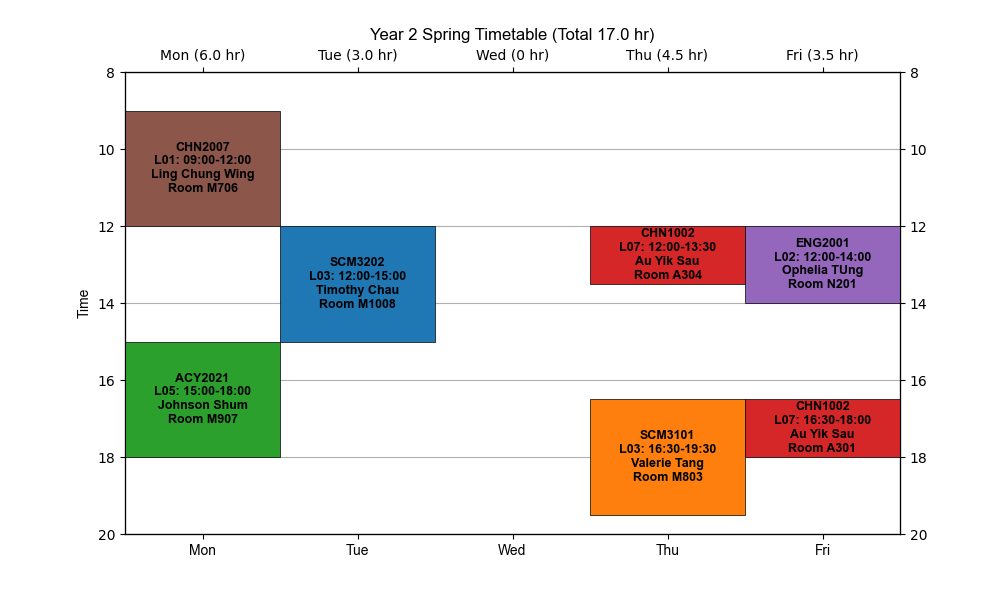 Year 2 Spring Timetable (Total 17.0 hr)
Mon (6.0 hr) Tue (3.0 hr) Wed (0 hr) Thu (4.5 hr) Fri (3.5 hr)
8 8
10 10
12 12
14 14
16 16
18 18
20 20
Time
CHN2007
L01: 09:00-12:00
Ling Chung Wing
Room M706
ACY2021
L05: 15:00-18:00
Johnson Shum
Room M907
SCM3202
L03: 12:00-15:00
Timothy Chau
Room M1008
CHN1002
L07: 12:00-13:30
Au Yik Sau
Room A304
SCM3101
L03: 16:30-19:30
Valerie Tang
Room M803
ENG2001
L02: 12:00-14:00
Ophelia TUng
Room N201
CHN1002
L07: 16:30-18:00
Au Yik Sau
Room A301
Mon Tue Wed Thu Fri